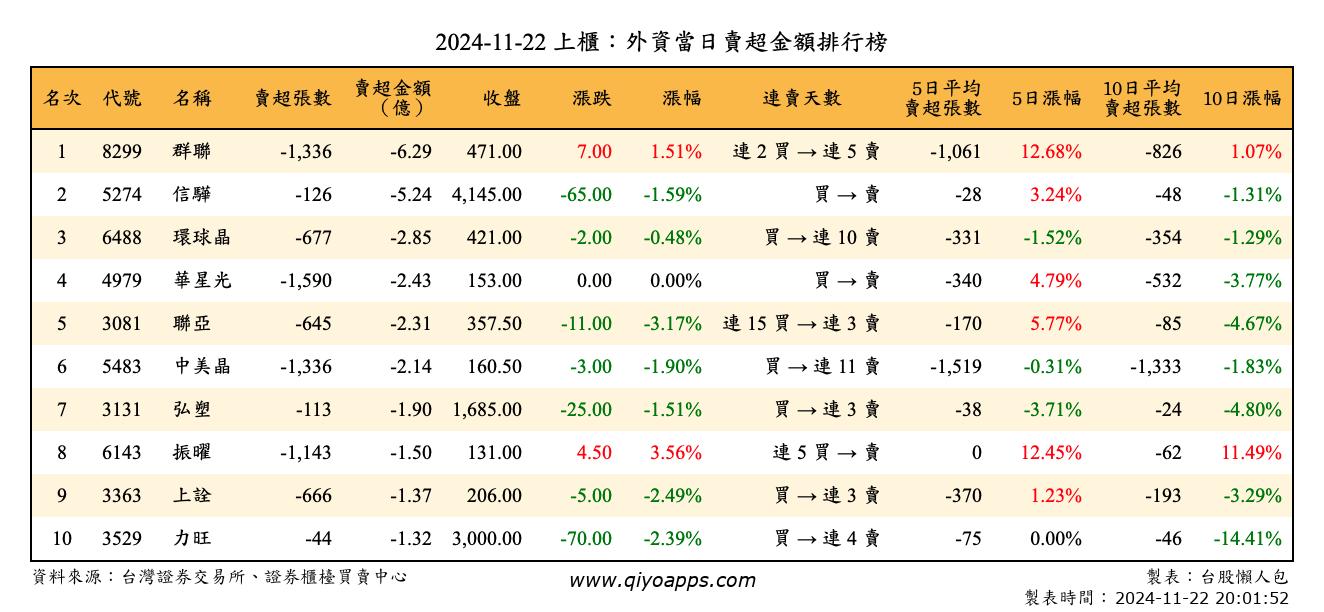 2024-11-22 上櫃：外資當日賣超金額排行榜
名次 代號 名稱 賣超張數 賣超金額（億） 收盤 漲跌 漲幅 連賣天數 5日平均賣超張數 5日漲幅 10日平均賣超張數 10日漲幅
1 8299 群聯 -1,336 -6.29 471.00 7.00 1.51% 連 2 買 → 連 5 賣 -1,061 12.68% -826 1.07%
2 5274 信驊 -126 -5.24 4,145.00 -65.00 -1.59% 買 → 賣 -28 3.24% -48 -1.31%
3 6488 環球晶 -677 -2.85 421.00 -2.00 -0.48% 買 → 連 10 賣 -331 -1.52% -354 -1.29%
4 4979 華星光 -1,590 -2.43 153.00 0.00 0.00% 買 → 賣 -340 4.79% -532 -3.77%
5 3081 聯亞 -645 -2.31 357.50 -11.00 -3.17% 連 15 買 → 連 3 賣 -170 5.77% -85 -4.67%
6 5483 中美晶 -1,336 -2.14 160.50 -3.00 -1.90% 買 → 連 11 賣 -1,519 -0.31% -1,333 -1.83%
7 3131 弘塑 -113 -1.90 1,685.00 -25.00 -1.51% 買 → 連 3 賣 -38 -3.71% -24 -4.80%
8 6143 振曜 -1,143 -1.50 131.00 4.50 3.56% 連 5 買 → 賣 0 12.45% -62 11.49%
9 3363 上詮 -666 -1.37 206.00 -5.00 -2.49% 買 → 連 3 賣 -370 1.23% -193 -3.29%
10 3529 力旺 -44 -1.32 3,000.00 -70.00 -2.39% 買 → 連 4 賣 -75 0.00% -46 -14.41%
資料來源：台灣證券交易所、證券櫃檯買賣中心 www.qiyoapps.com 製表：台股懶人包
製表時間：2024-11-22 20:01:52